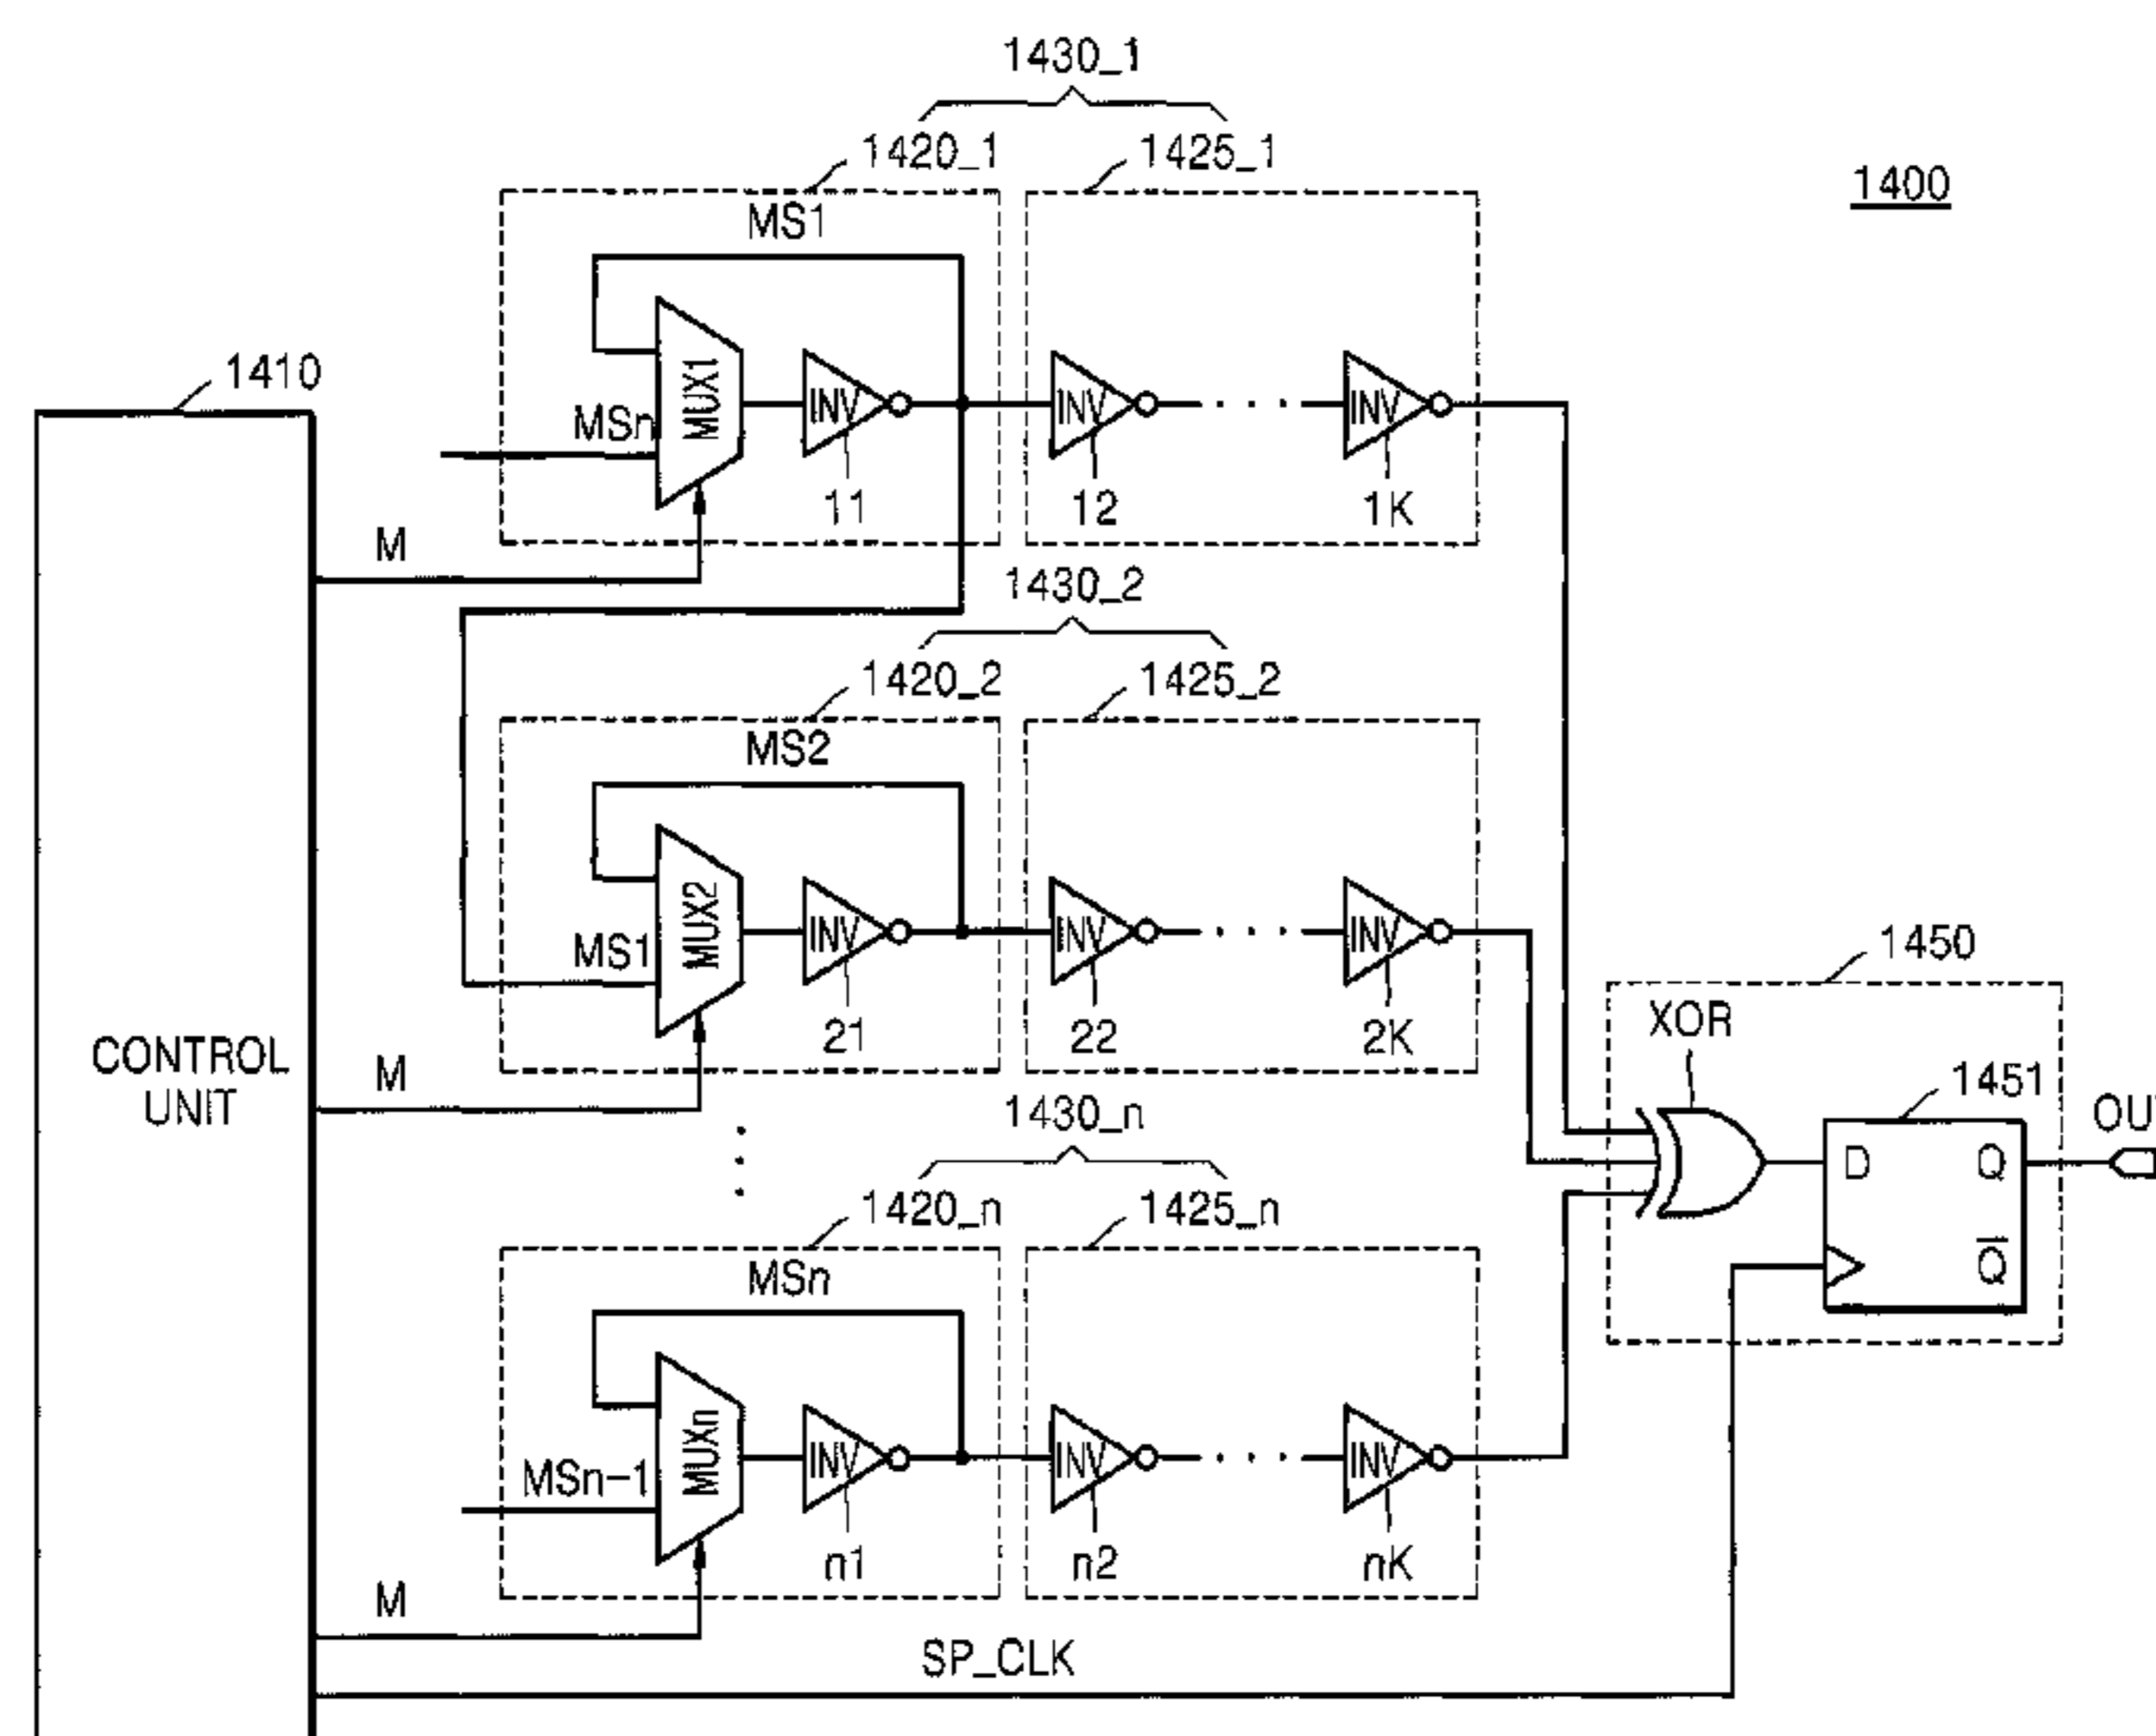 1430_1
1420_1
1425_1
1400
MS1
1410
MUX1
INV
INV
INV
MSn
11
12
1K
M
1430_2
1420_2
1425_2
MS2
MUX2
INV
INV
INV
MS1
21
22
2K
1450
XOR
1451
CONTROL
UNIT
M
1430_n
D
Q
Q
1420_n
1425_n
MSn
MUXn
INV
INV
INV
MSn-1
n1
n2
nK
M
SP_CLK